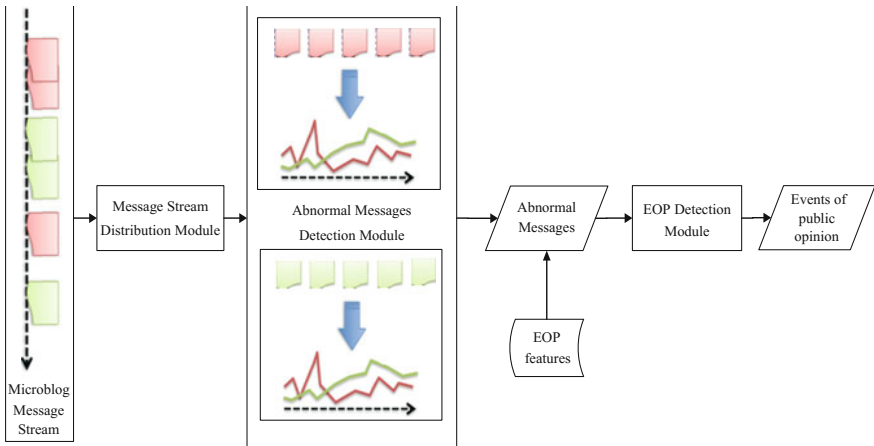 Microblog
Message
Stream
Message Stream
Distribution Module
Abnormal Messages
Detection Module
Abnormal
Messages
EOP
features
EOP Detection
Module
Events of
public
opinion